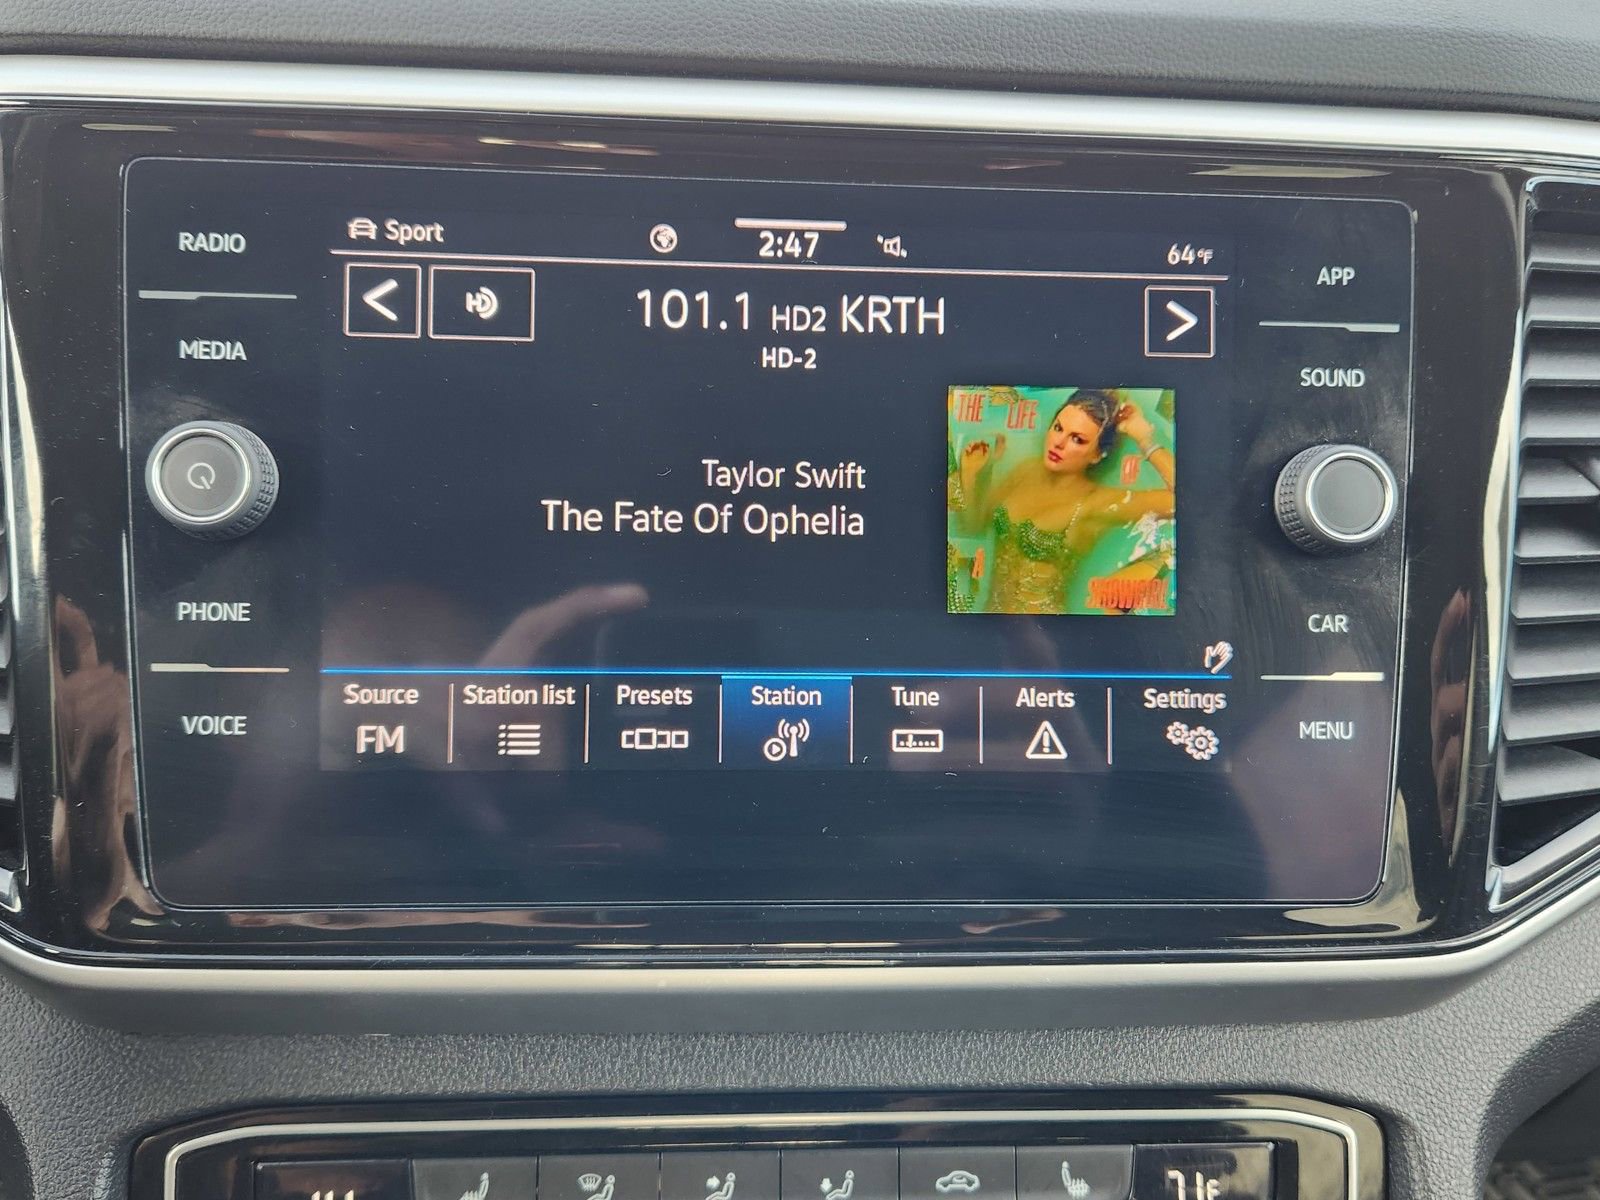 RADIO
MEDIA
PHONE
VOICE
Sport
2:47
64°F
HD
101.1 HD2 KRTH
HD-2
Taylor Swift
The Fate Of Ophelia
THE LIFE
OF
A
SHOWGIRL
Source
FM
Station list
Presets
Station
Tune
Alerts
Settings
APP
SOUND
CAR
MENU